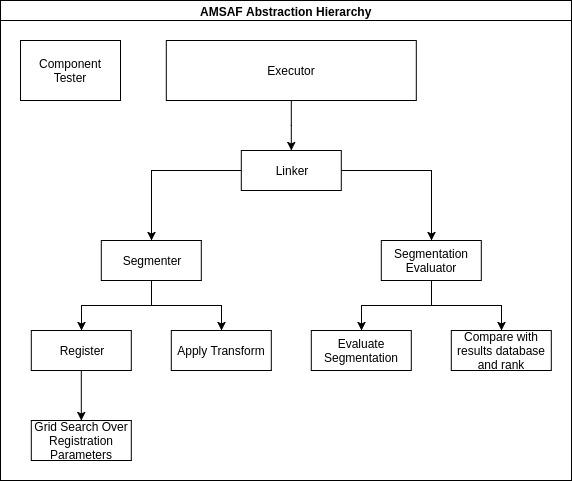 AMSAF Abstraction Hierarchy
Component
Tester
Executor
Linker
Segmenter
Segmentation
Evaluator
Register
Apply Transform
Evaluate
Segmentation
Compare with
results database
and rank
Grid Search Over
Registration
Parameters